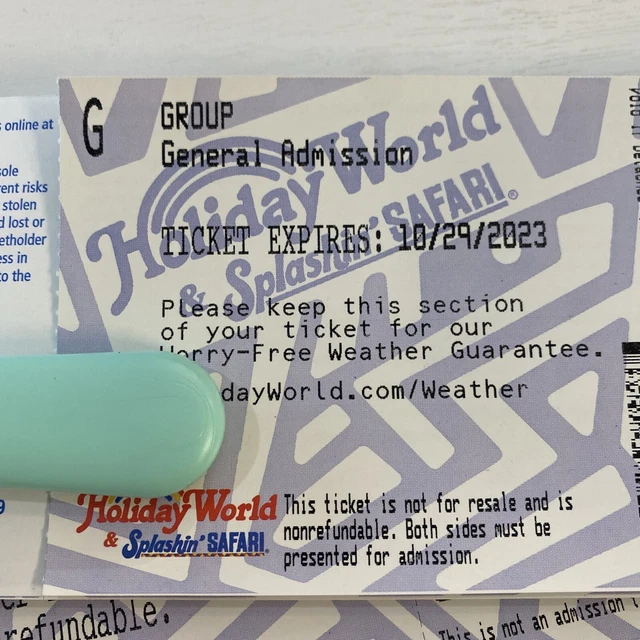 G
GROUP
General Admission
Holiday World
& Splashin' SAFARI®
TICKET EXPIRES: 10/29/2023
Please keep this section
of your ticket for our
Worry-Free Weather Guarantee.
dayWorld.com/Weather
Holiday World
& Splashin' SAFARI®
This ticket is not for resale and is
nonrefundable. Both sides must be
presented for admission.
s online at
sole
rent risks
stolen
d lost or
etholder
ess in
to the
9
refundable.
This is not an admission